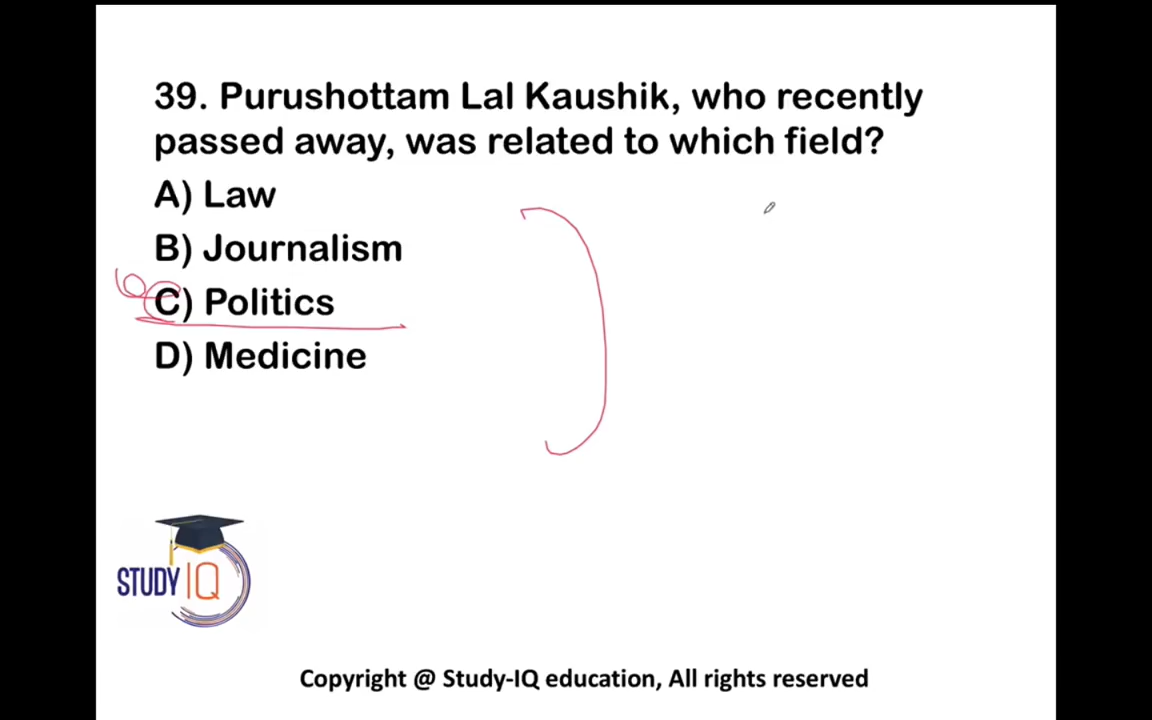 39. Purushottam Lal Kaushik, who recently
passed away, was related to which field?
A) Law
B) Journalism
C) Politics
D) Medicine
STUDY IQ
Copyright @ Study-IQ education, All rights reserved